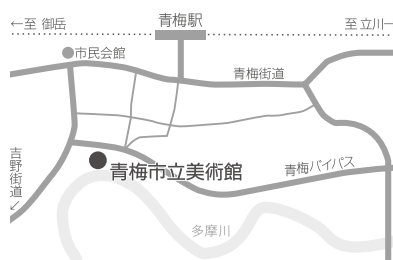 ←至 御岳
青梅駅
至 立川→
市民会館
青梅街道
吉野街道↙
青梅市立美術館
青梅バイパス
多摩川